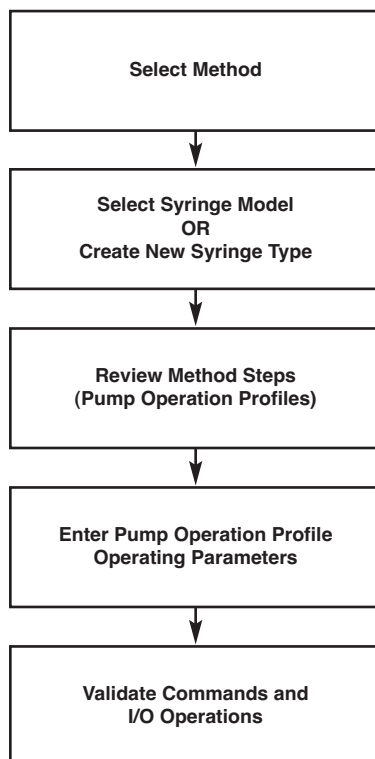 Select Method
Select Syringe Model
OR
Create New Syringe Type
Review Method Steps
(Pump Operation Profiles)
Enter Pump Operation Profile
Operating Parameters
Validate Commands and
I/O Operations